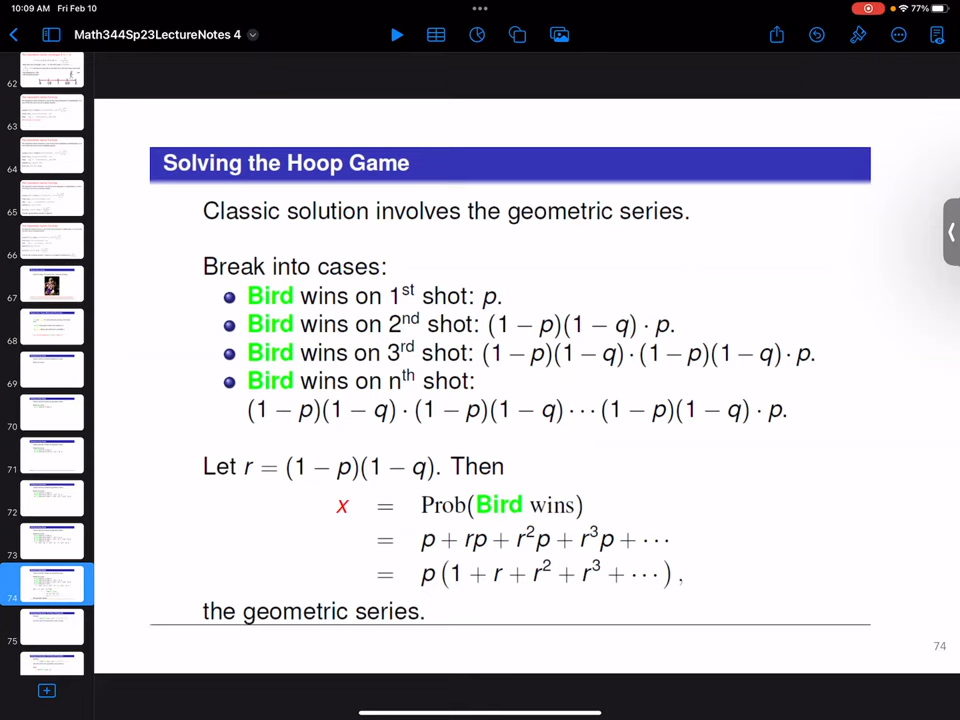 10:09 AM Fri Feb 10
77%
Math344Sp23LectureNotes 4
62
63
64
65
66
67
68
69
70
71
72
73
74
75
Solving the Hoop Game
Classic solution involves the geometric series.
Break into cases:
Bird wins on 1st shot: p.
Bird wins on 2nd shot: (1 − p)(1 − q) · p.
Bird wins on 3rd shot: (1 − p)(1 − q) · (1 − p)(1 − q) · p.
Bird wins on nth shot:
(1 − p)(1 − q) · (1 − p)(1 − q) ··· (1 − p)(1 − q) · p.
Let r = (1 − p)(1 − q). Then
x = Prob(Bird wins)
= p + rp + r²p + r³p + ···
= p (1 + r + r² + r³ + ···) ,
the geometric series.
74